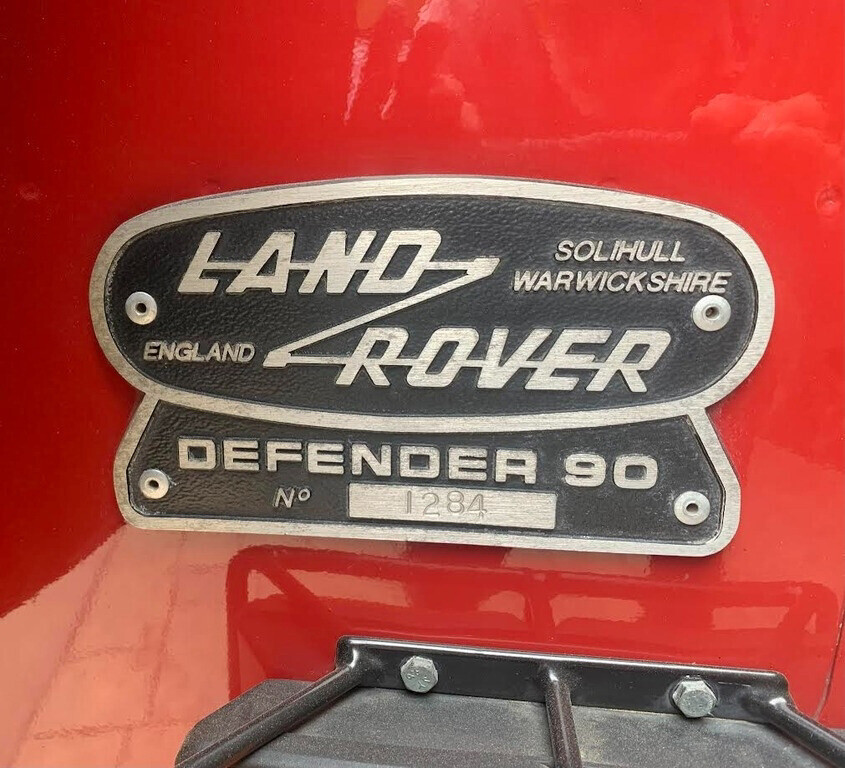 LAND
SOLIHULL
WARWICKSHIRE
ENGLAND
ROVER
DEFENDER 90
Nº 1284